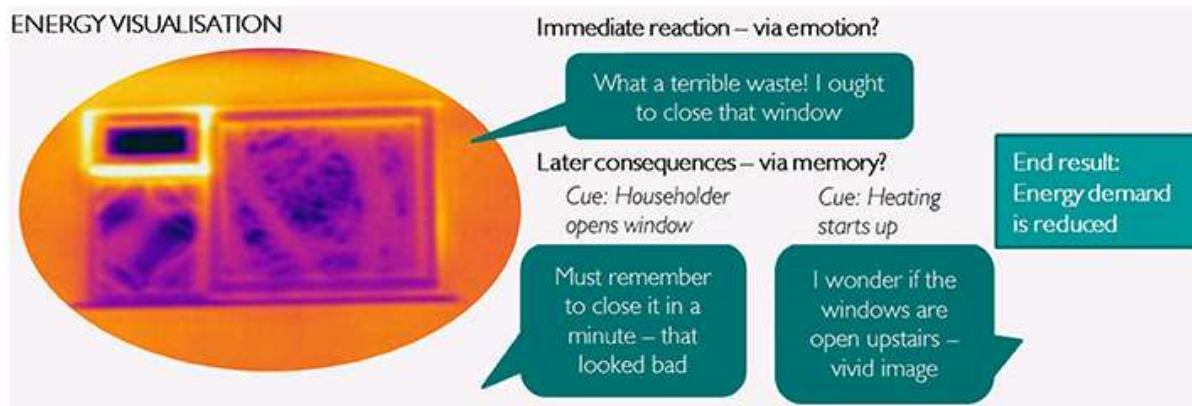 ENERGY VISUALISATION
Immediate reaction – via emotion?
What a terrible waste! I ought
to close that window
Later consequences – via memory?
Cue: Householder
opens window
Must remember
to close it in a
minute – that
looked bad
Cue: Heating
starts up
I wonder if the
windows are
open upstairs –
vivid image
End result:
Energy demand
is reduced